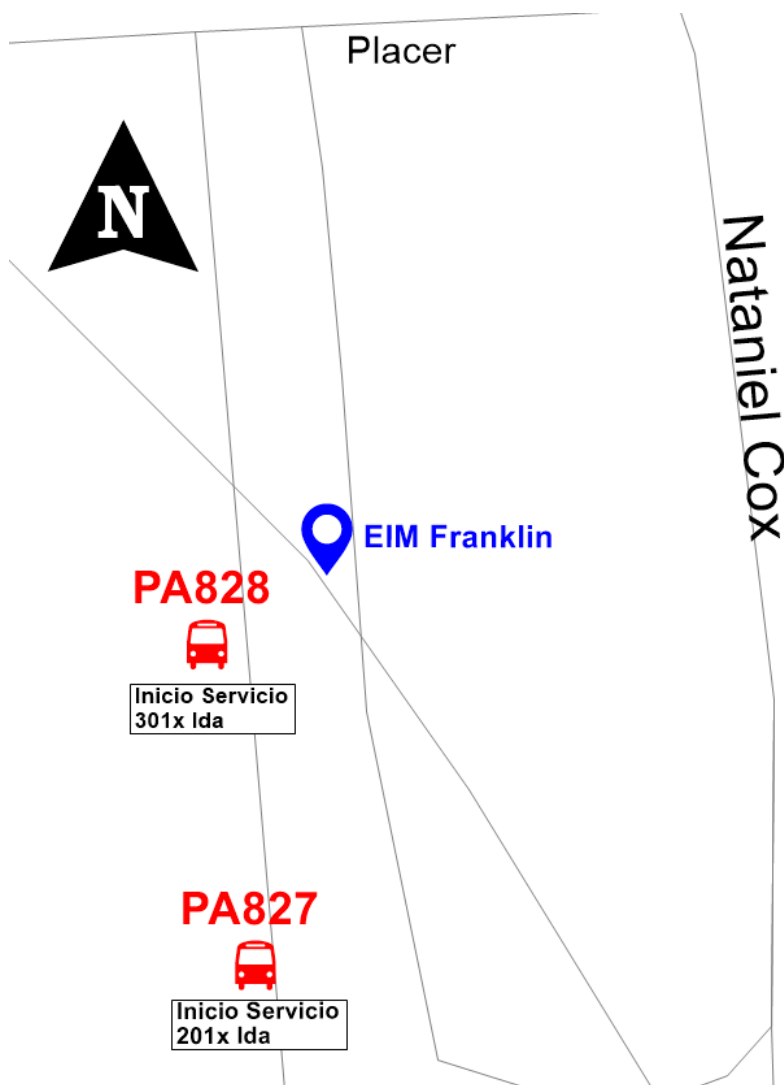 Placer
N
Nataniel Cox
EIM Franklin
PA828
Inicio Servicio
301x Ida
PA827
Inicio Servicio
201x Ida